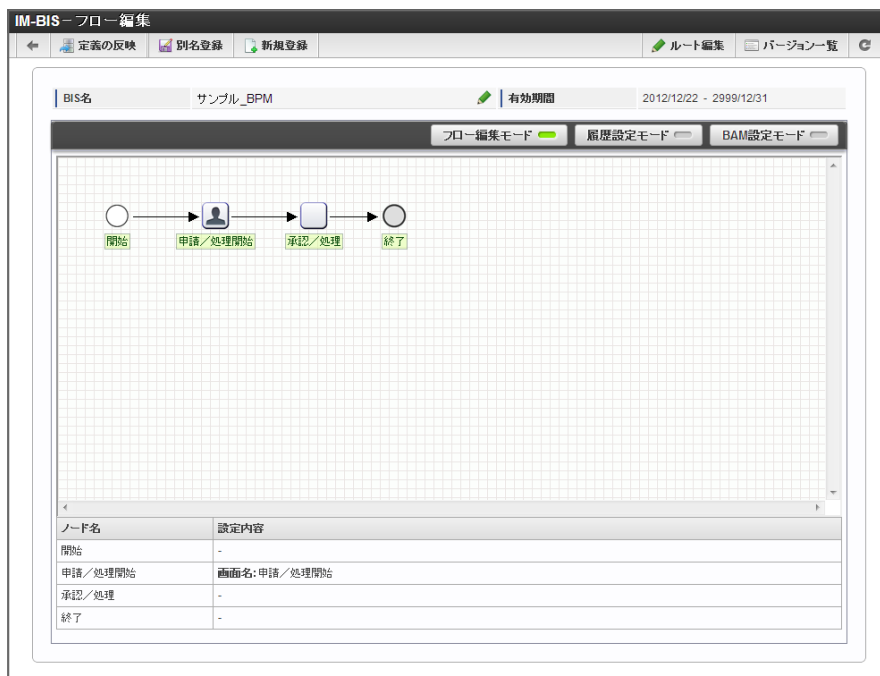 IM-BIS－フロー編集
定義の反映 別名登録 新規登録 ルート編集 バージョン一覧
BIS名 サンプル_BPM 有効期間 2012/12/22 - 2999/12/31
フロー編集モード 履歴設定モード BAM設定モード
開始 申請／処理開始 承認／処理 終了
ノード名 設定内容
開始 -
申請／処理開始 画面名:申請／処理開始
承認／処理 -
終了 -